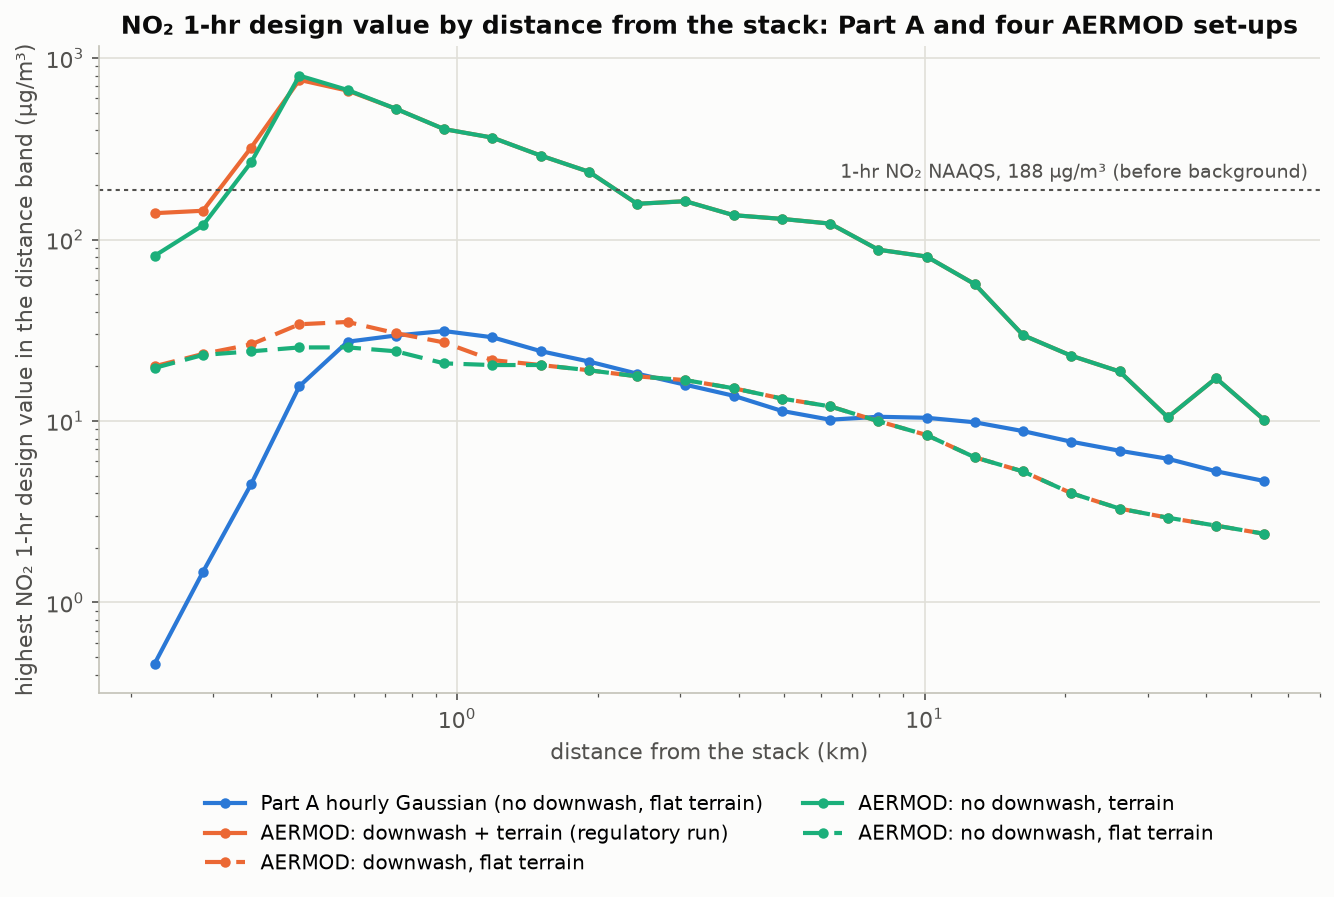 NO₂ 1-hr design value by distance from the stack: Part A and four AERMOD set-ups
highest NO₂ 1-hr design value in the distance band (µg/m³)
10³
10²
10¹
10⁰
1-hr NO₂ NAAQS, 188 µg/m³ (before background)
10⁰
10¹
distance from the stack (km)
Part A hourly Gaussian (no downwash, flat terrain)
AERMOD: downwash + terrain (regulatory run)
AERMOD: downwash, flat terrain
AERMOD: no downwash, terrain
AERMOD: no downwash, flat terrain